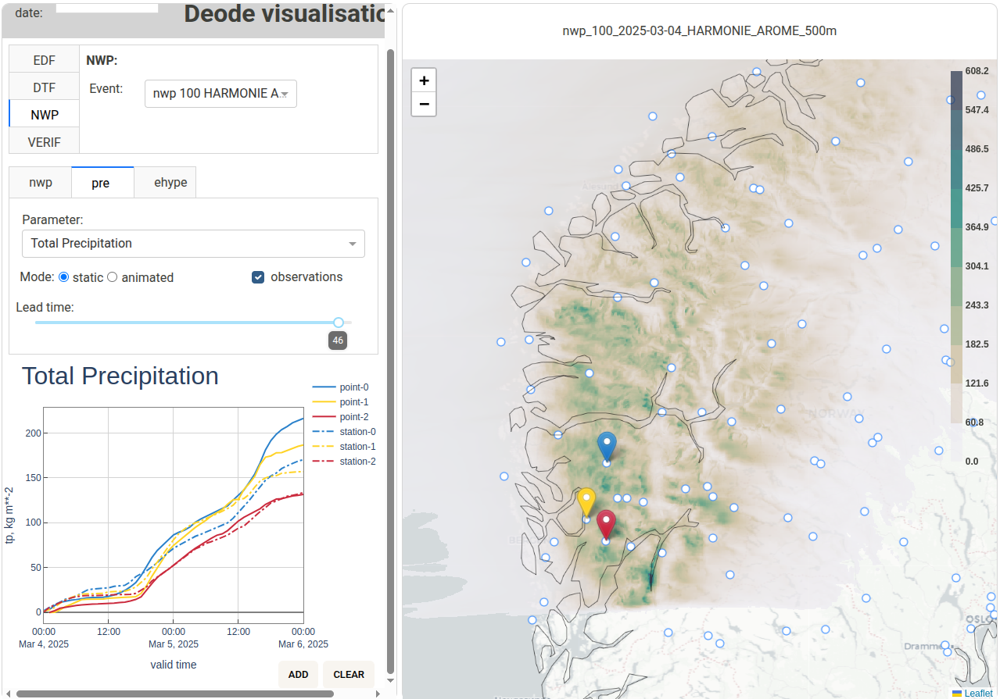 date:
Deode visualisatio
EDF
DTF
NWP
VERIF
NWP:
Event:
nwp 100 HARMONIE A...
nwp
pre
ehype
Parameter:
Total Precipitation
Mode: static animated
observations
Lead time:
46
Total Precipitation
point-0
point-1
point-2
station-0
station-1
station-2
tp, kg m**-2
200
150
100
50
0
00:00 12:00 00:00 12:00 00:00
Mar 4, 2025 Mar 5, 2025 Mar 6, 2025
valid time
ADD CLEAR
nwp_100_2025-03-04_HARMONIE_AROME_500m
+
−
608.2
547.4
486.5
425.7
364.9
304.1
243.3
182.5
121.6
60.8
0.0
NORWAY
OSLO
Leaflet